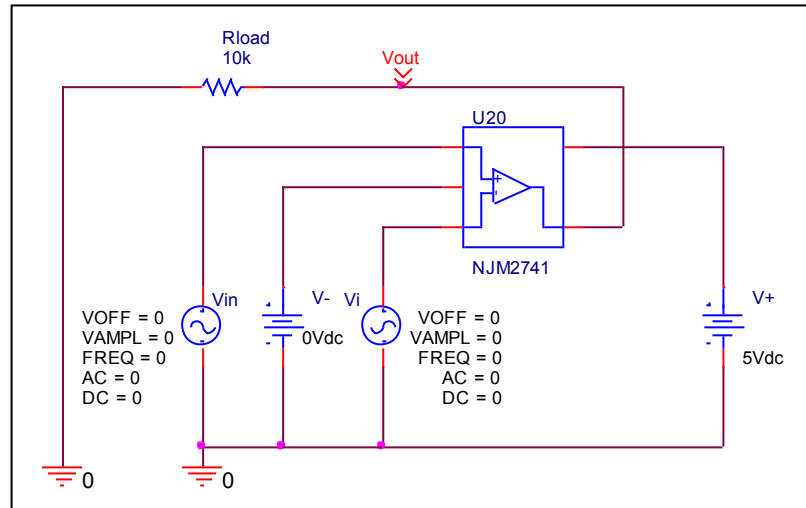 Rload
10k
Vout
U20
+
-
NJM2741
Vin
VOFF = 0
VAMPL = 0
FREQ = 0
AC = 0
DC = 0
V-
0Vdc
Vi
VOFF = 0
VAMPL = 0
FREQ = 0
AC = 0
DC = 0
V+
5Vdc
0
0